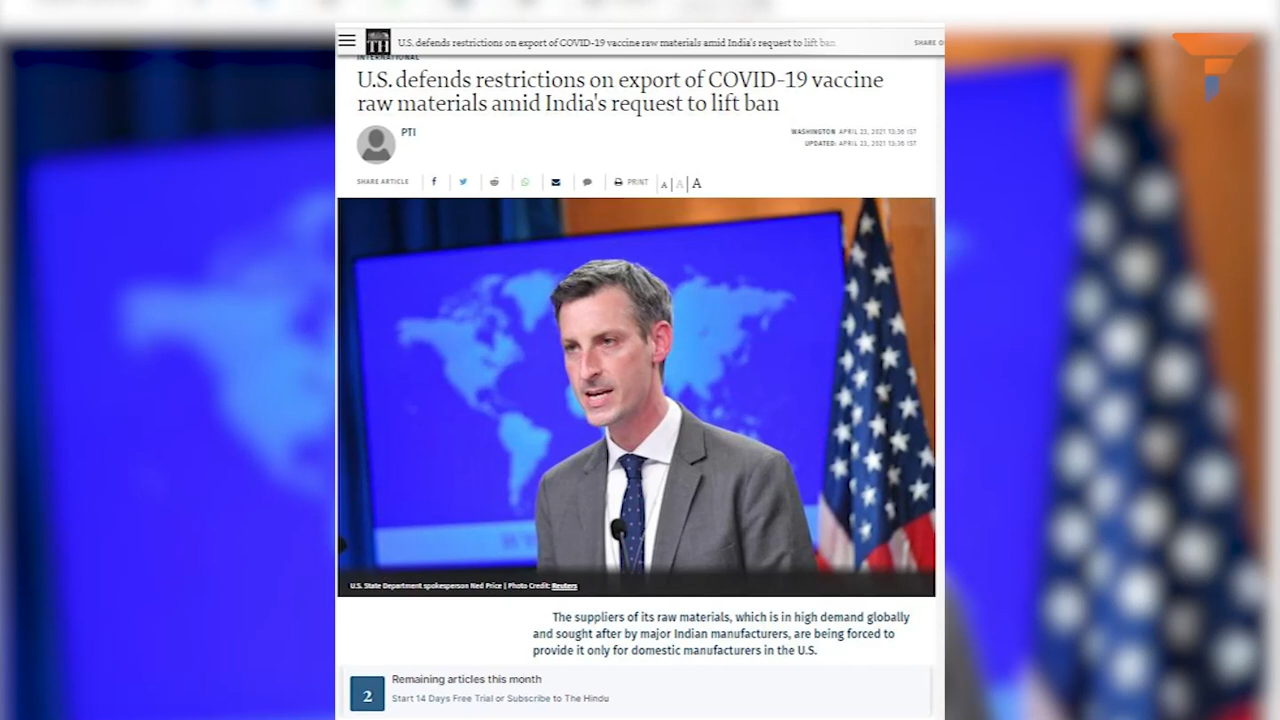 TH
U.S. defends restrictions on export of COVID-19 vaccine raw materials amid India's request to lift ban
SHARE O
INTERNATIONAL
U.S. defends restrictions on export of COVID-19 vaccine
raw materials amid India's request to lift ban
PTI
WASHINGTON APRIL 23, 2021 13:36 IST
UPDATED: APRIL 23, 2021 13:36 IST
SHARE ARTICLE
PRINT
A | A | A
U.S. State Department spokesperson Ned Price | Photo Credit: Reuters
The suppliers of its raw materials, which is in high demand globally
and sought after by major Indian manufacturers, are being forced to
provide it only for domestic manufacturers in the U.S.
2
Remaining articles this month
Start 14 Days Free Trial or Subscribe to The Hindu